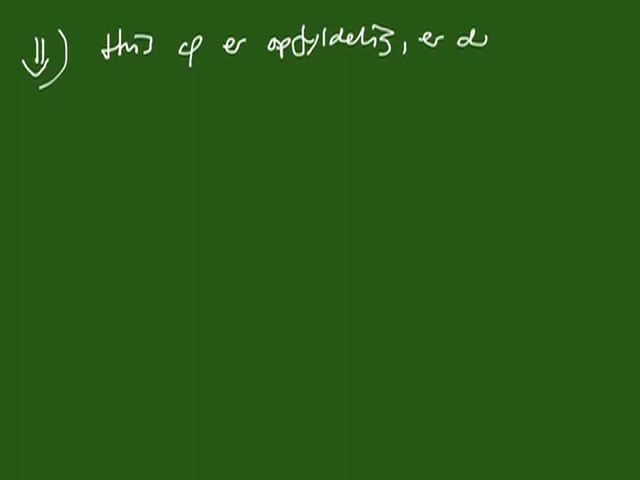 ⇓) Hvis φ er opfyldelig, er d